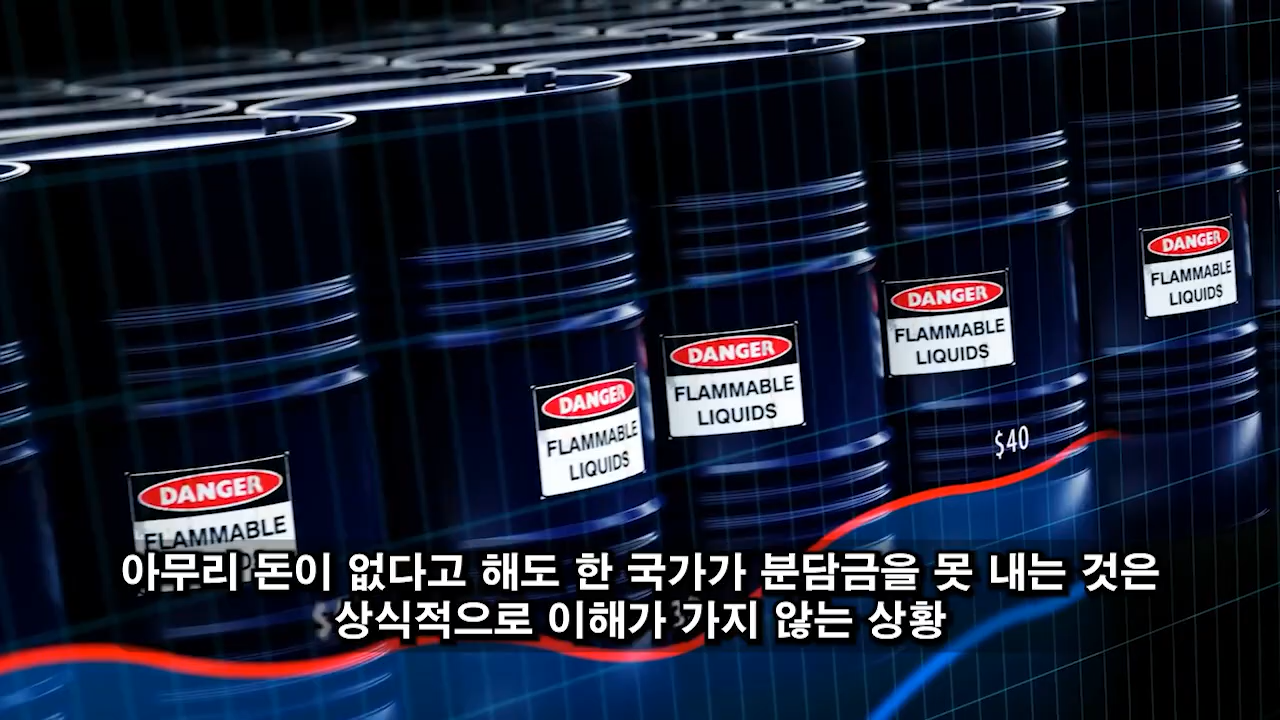 DANGER
FLAMMABLE
LIQUIDS
DANGER
FLAMMABLE
LIQUIDS
DANGER
FLAMMABLE
LIQUIDS
DANGER
FLAMMABLE
LIQUIDS
DANGER
FLAMMABLE
$40
아무리 돈이 없다고 해도 한 국가가 분담금을 못 내는 것은
상식적으로 이해가 가지 않는 상황